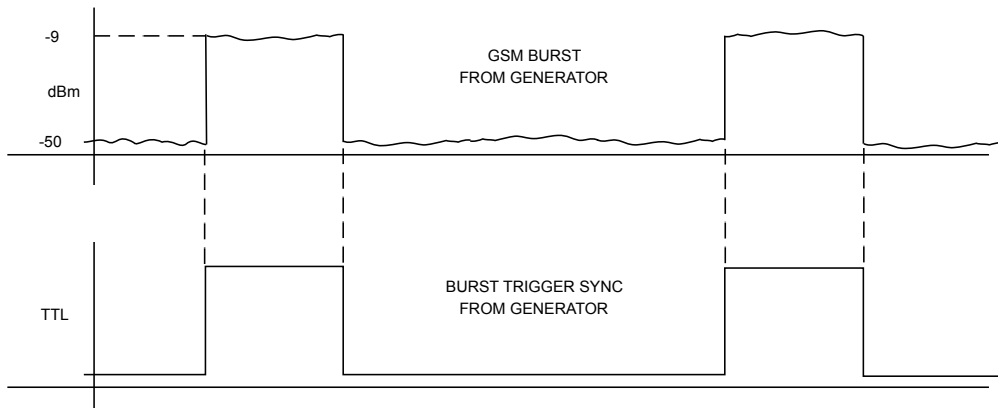 -9
GSM BURST
FROM GENERATOR
dBm
-50
BURST TRIGGER SYNC
FROM GENERATOR
TTL